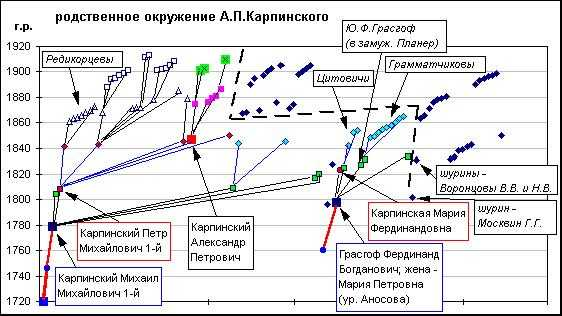 родственное окружение А.П.Карпинского
г.р.
Ю.Ф.Грасгоф
(в замуж. Планер)
1920
1900
1880
1860
1840
1820
1800
1780
1760
1740
1720
Редикорцевы
Цитовичи
Грамматчиковы
шурины -
Воронцовы В.В. и Н.В.
шурин -
Москвин Г.Г.
Карпинский Петр
Михайлович 1-й
Карпинский
Александр
Петрович
Карпинская Мария
Фердинандовна
Карпинский Михаил
Михайлович 1-й
Грасгоф Фердинанд
Богданович; жена -
Мария Петровна
(ур. Аносова)